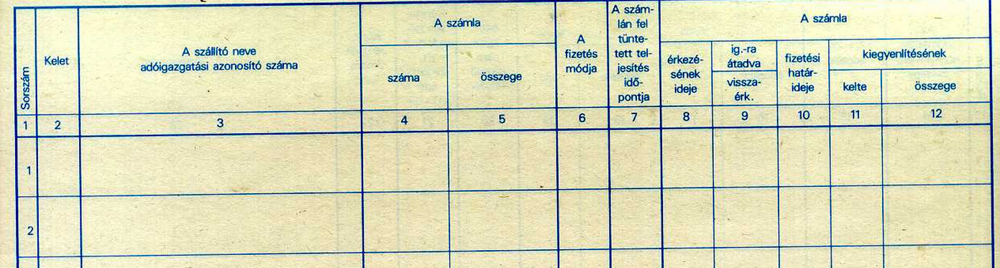 Sorszám
Kelet
A szállító neve
adóigazgatási azonosító száma
A számla
száma
összege
A
fizetés
módja
A szám-
lán fel
tünte-
tett tel-
jesítés
idő-
pontja
A számla
érkezé-
sének
ideje
ig.-ra
átadva
vissza-
érk.
fizetési
határ-
ideje
kiegyenlítésének
kelte
összege
1 2 3 4 5 6 7 8 9 10 11 12
1
2